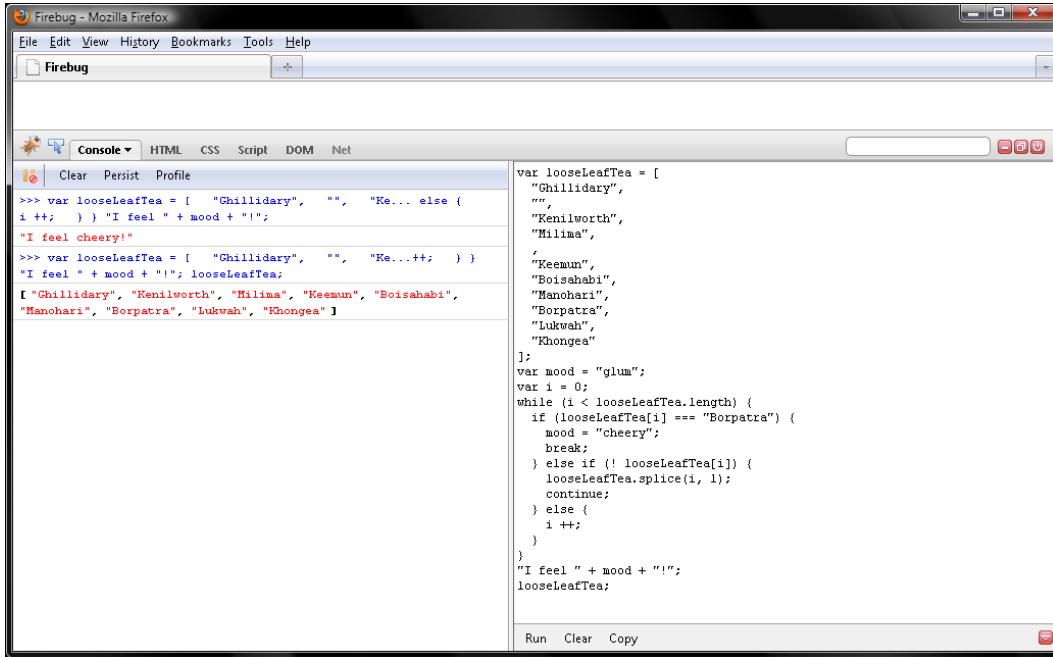 Firebug - Mozilla Firefox
File Edit View History Bookmarks Tools Help
Firebug
Console HTML CSS Script DOM Net
Clear Persist Profile
>>> var looseLeafTea = [   "Ghillidary",   "",   "Ke... else {
i ++;   } } "I feel " + mood + "!";
"I feel cheery!"
>>> var looseLeafTea = [   "Ghillidary",   "",   "Ke...++;   } }
"I feel " + mood + "!"; looseLeafTea;
[ "Ghillidary", "Kenilworth", "Milima", "Keemun", "Boisahabi",
"Manohari", "Borpatra", "Lukwah", "Khongea" ]
var looseLeafTea = [
  "Ghillidary",
  "",
  "Kenilworth",
  "Milima",
  ,
  "Keemun",
  "Boisahabi",
  "Manohari",
  "Borpatra",
  "Lukwah",
  "Khongea"
];
var mood = "glum";
var i = 0;
while (i < looseLeafTea.length) {
  if (looseLeafTea[i] === "Borpatra") {
    mood = "cheery";
    break;
  } else if (! looseLeafTea[i]) {
    looseLeafTea.splice(i, 1);
    continue;
  } else {
    i ++;
  }
}
"I feel " + mood + "!";
looseLeafTea;
Run Clear Copy